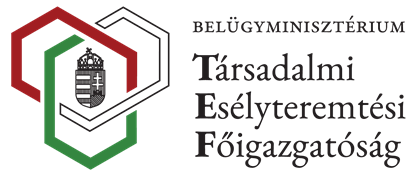 BELÜGYMINISZTÉRIUM
Társadalmi
Esélyteremtési
Főigazgatóság